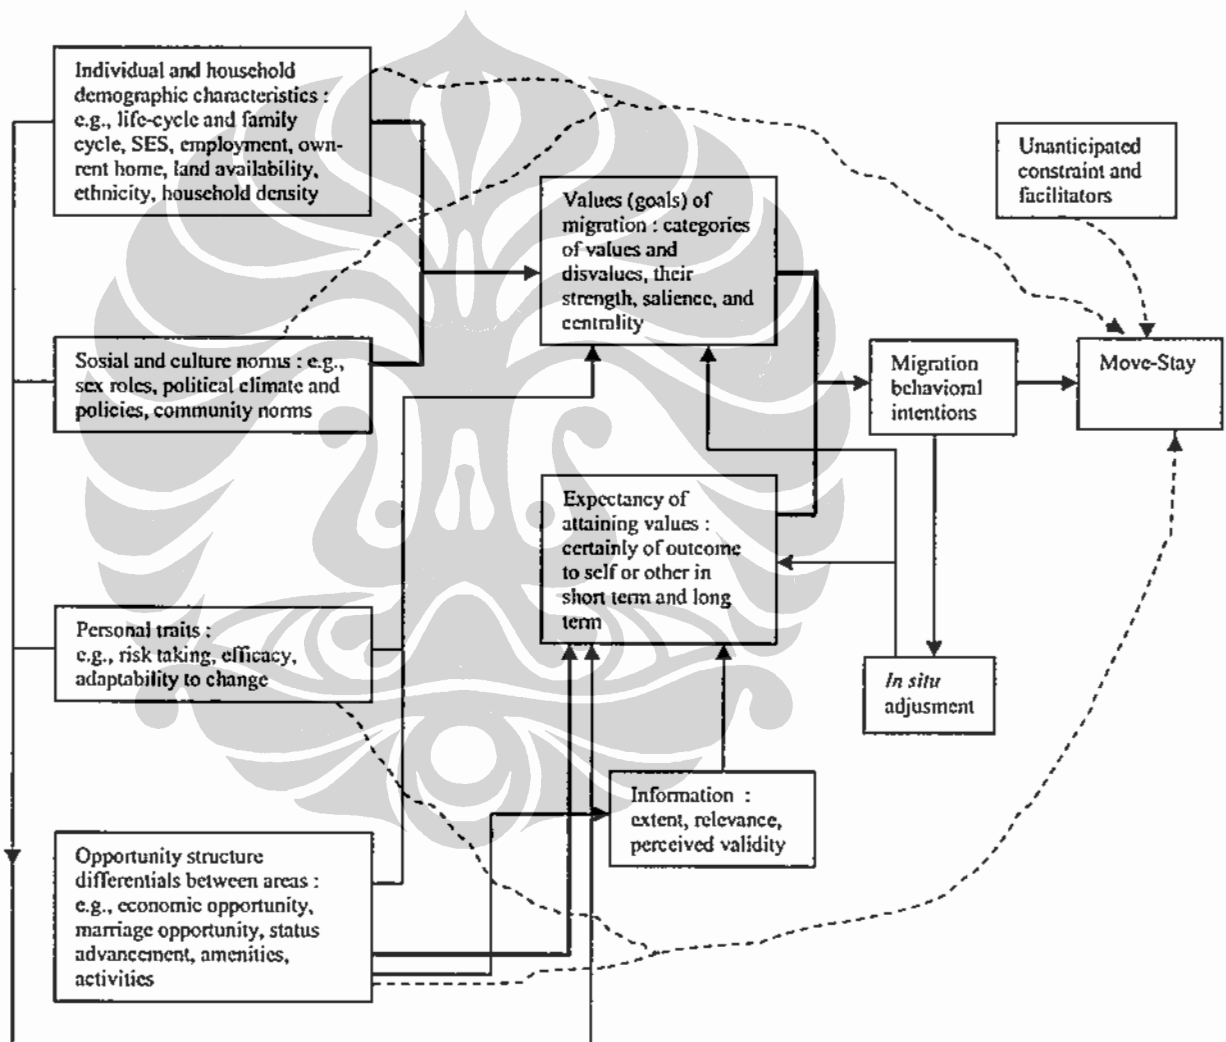 Individual and household
demographic characteristics :
e.g., life-cycle and family
cycle, SES, employment, own-
rent home, land availability,
ethnicity, household density
Unanticipated
constraint and
facilitators
Values (goals) of
migration : categories
of values and
disvalues, their
strength, salience, and
centrality
Sosial and culture norms : e.g.,
sex roles, political climate and
policies, community norms
Migration
behavioral
intentions
Move-Stay
Expectancy of
attaining values :
certainly of outcome
to self or other in
short term and long
term
Personal traits :
e.g., risk taking, efficacy,
adaptability to change
In situ
adjusment
Information :
extent, relevance,
perceived validity
Opportunity structure
differentials between areas :
e.g., economic opportunity,
marriage opportunity, status
advancement, amenities,
activities